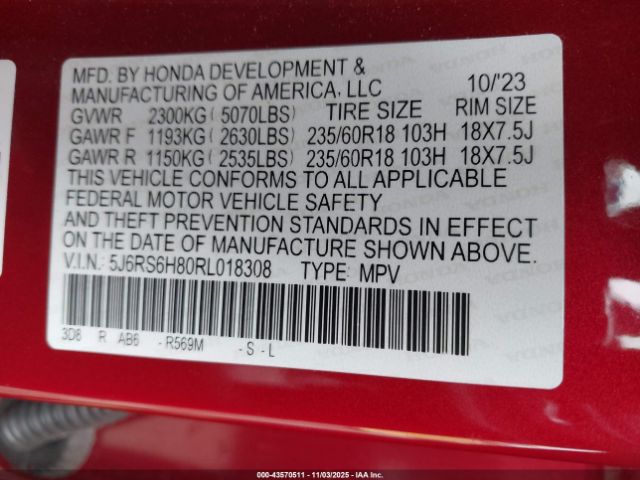 MFD. BY HONDA DEVELOPMENT &
MANUFACTURING OF AMERICA, LLC 10/'23
GVWR 2300KG ( 5070LBS) TIRE SIZE RIM SIZE
GAWR F 1193KG ( 2630LBS) 235/60R18 103H 18X7.5J
GAWR R 1150KG ( 2535LBS) 235/60R18 103H 18X7.5J
THIS VEHICLE CONFORMS TO ALL APPLICABLE
FEDERAL MOTOR VEHICLE SAFETY
AND THEFT PREVENTION STANDARDS IN EFFECT
ON THE DATE OF MANUFACTURE SHOWN ABOVE.
V.I.N.: 5J6RS6H80RL018308 TYPE: MPV
3D8 R AB6 - R569M - S - L
000-43570511 - 11/03/2025 - IAA Inc.